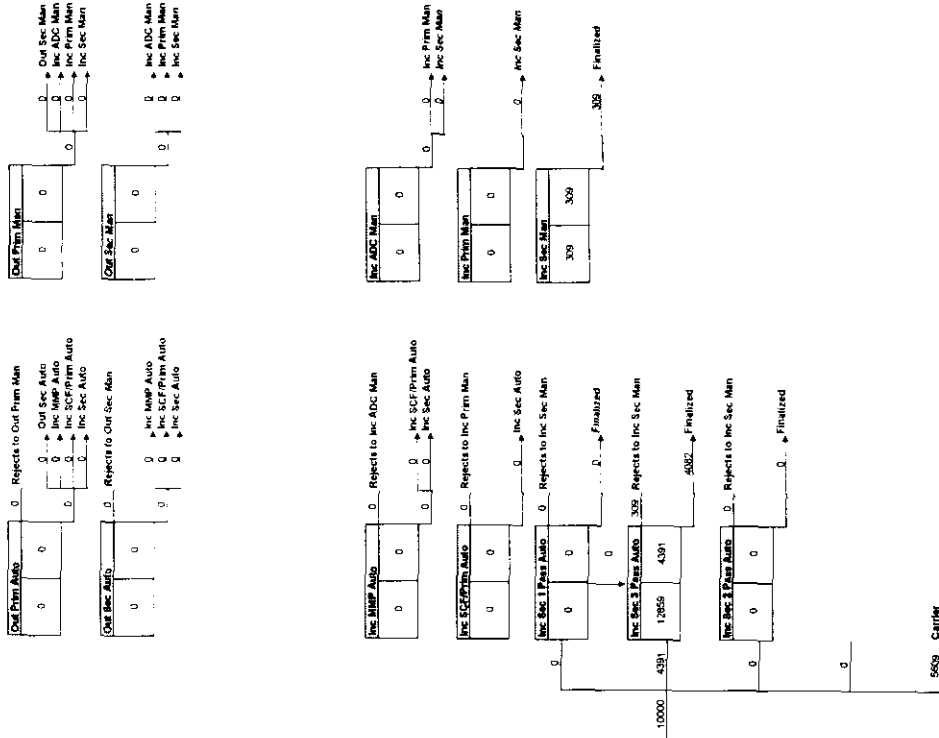 Out Prim Auto
0 0
0 Rejects to Out Prim Man
0
0 Out Sec Auto
0 Inc MMP Auto
0 Inc SCF/Prim Auto
0 Inc Sec Auto
Out Prim Man
0 0
0
0 Out Sec Man
0 Inc ADC Man
0 Inc Prim Man
0 Inc Sec Man
Out Sec Auto
0 0
0 Rejects to Out Sec Man
0
0 Inc MMP Auto
0 Inc SCF/Prim Auto
0 Inc Sec Auto
Out Sec Man
0 0
0
0 Inc ADC Man
0 Inc Prim Man
0 Inc Sec Man
Inc MMP Auto
0 0
0 Rejects to Inc ADC Man
0
0 Inc SCF/Prim Auto
0 Inc Sec Auto
Inc ADC Man
0 0
0
0 Inc Prim Man
0 Inc Sec Man
Inc SCF/Prim Auto
0 0
0 Rejects to Inc Prim Man
0 Inc Sec Auto
Inc Prim Man
0 0
0 Inc Sec Man
0
Inc Sec 1 Pass Auto
0 0
0 Rejects to Inc Sec Man
0 Finalized
0
Inc Sec Man
309 309
309 Finalized
10000
4391
Inc Sec 3 Pass Auto
12859 4391
309 Rejects to Inc Sec Man
4082 Finalized
0
Inc Sec 2 Pass Auto
0 0
0 Rejects to Inc Sec Man
0 Finalized
0
5609 Carrier